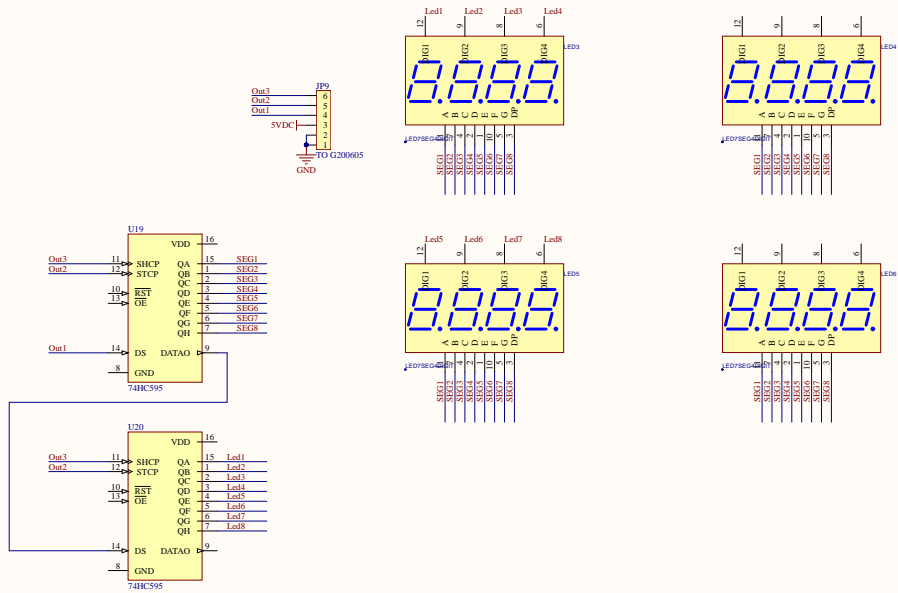 Led1 Led2 Led3 Led4
12 9 8 6
DIG1 DIG2 DIG3 DIG4
LED3
A B C D E F G DP
LED7SEG4DIGIT
11 7 4 2 1 10 5 3
SEG1 SEG2 SEG3 SEG4 SEG5 SEG6 SEG7 SEG8
12 9 8 6
DIG1 DIG2 DIG3 DIG4
LED4
A B C D E F G DP
LED7SEG4DIGIT
11 7 4 2 1 10 5 3
SEG1 SEG2 SEG3 SEG4 SEG5 SEG6 SEG7 SEG8
JP9
Out3 6
Out2 5
Out1 4
5VDC 3
2
1
TO G200605
GND
U19
VDD 16
Out3 11 SHCP QA 15 SEG1
Out2 12 STCP QB 1 SEG2
QC 2 SEG3
10 RST QD 3 SEG4
13 OE QE 4 SEG5
QF 5 SEG6
QG 6 SEG7
QH 7 SEG8
Out1 14 DS DATAO 9
8 GND
74HC595
Led5 Led6 Led7 Led8
12 9 8 6
DIG1 DIG2 DIG3 DIG4
LED5
A B C D E F G DP
LED7SEG4DIGIT
11 7 4 2 1 10 5 3
SEG1 SEG2 SEG3 SEG4 SEG5 SEG6 SEG7 SEG8
12 9 8 6
DIG1 DIG2 DIG3 DIG4
LED6
A B C D E F G DP
LED7SEG4DIGIT
11 7 4 2 1 10 5 3
SEG1 SEG2 SEG3 SEG4 SEG5 SEG6 SEG7 SEG8
U20
VDD 16
Out3 11 SHCP QA 15 Led1
Out2 12 STCP QB 1 Led2
QC 2 Led3
10 RST QD 3 Led4
13 OE QE 4 Led5
QF 5 Led6
QG 6 Led7
QH 7 Led8
14 DS DATAO 9
8 GND
74HC595